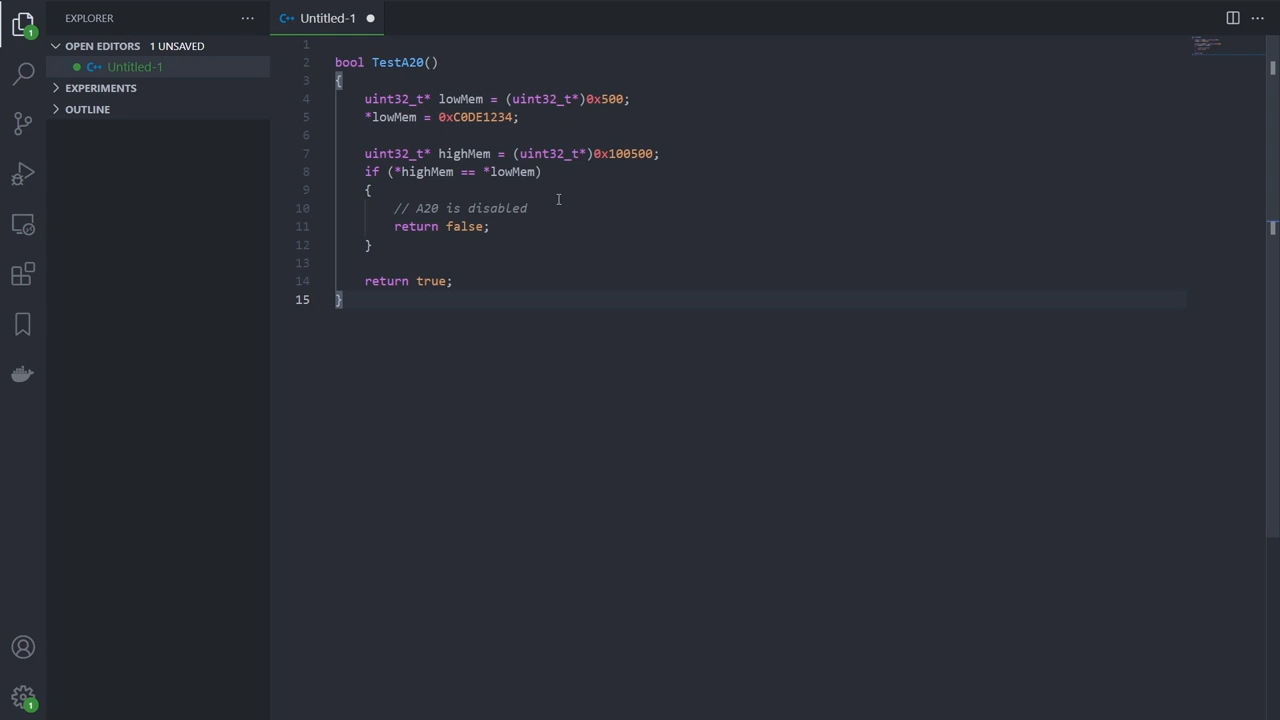 EXPLORER
OPEN EDITORS 1 UNSAVED
Untitled-1
EXPERIMENTS
OUTLINE
1
1
Untitled-1
1
2 bool TestA20()
3 {
4 uint32_t* lowMem = (uint32_t*)0x500;
5 *lowMem = 0xC0DE1234;
6
7 uint32_t* highMem = (uint32_t*)0x100500;
8 if (*highMem == *lowMem)
9 {
10 // A20 is disabled
11 return false;
12 }
13
14 return true;
15 }